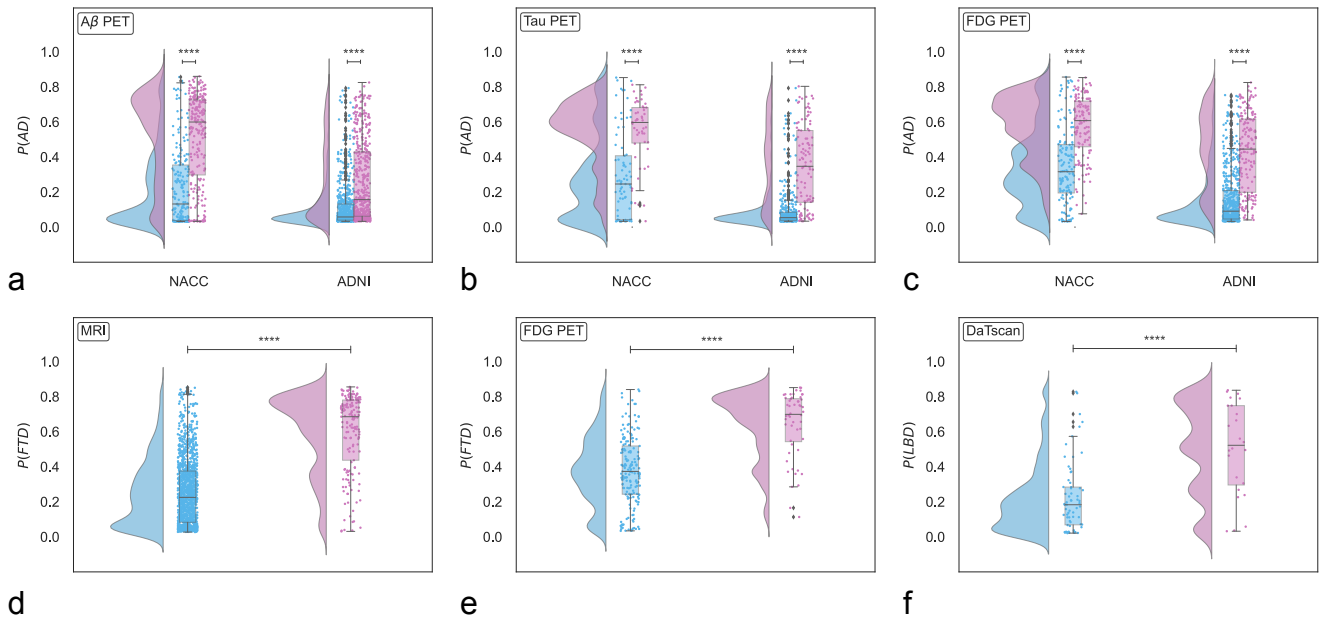 Aβ PET
P(AD)
1.0
0.8
0.6
0.4
0.2
0.0
****
****
NACC
ADNI
a
Tau PET
P(AD)
1.0
0.8
0.6
0.4
0.2
0.0
****
****
NACC
ADNI
b
FDG PET
P(AD)
1.0
0.8
0.6
0.4
0.2
0.0
****
****
NACC
ADNI
c
MRI
P(FTD)
1.0
0.8
0.6
0.4
0.2
0.0
****
d
FDG PET
P(FTD)
1.0
0.8
0.6
0.4
0.2
0.0
****
e
DaTscan
P(LBD)
1.0
0.8
0.6
0.4
0.2
0.0
****
f